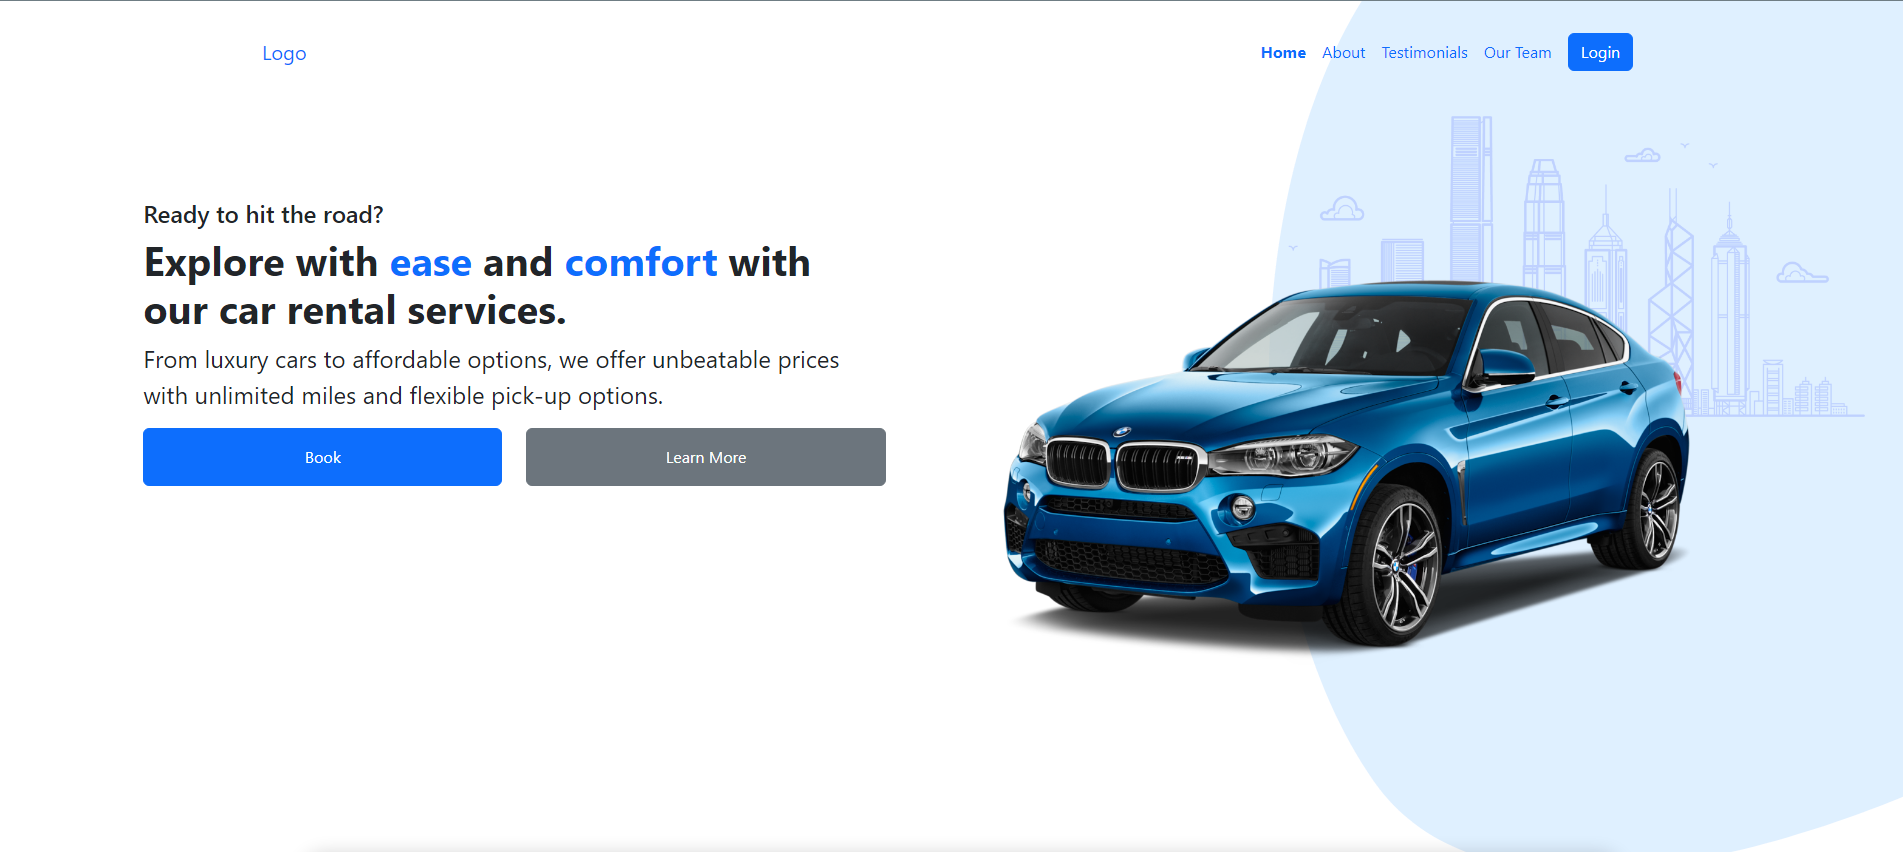 Logo
Home About Testimonials Our Team Login
Ready to hit the road?
Explore with ease and comfort with
our car rental services.
From luxury cars to affordable options, we offer unbeatable prices
with unlimited miles and flexible pick-up options.
Book Learn More